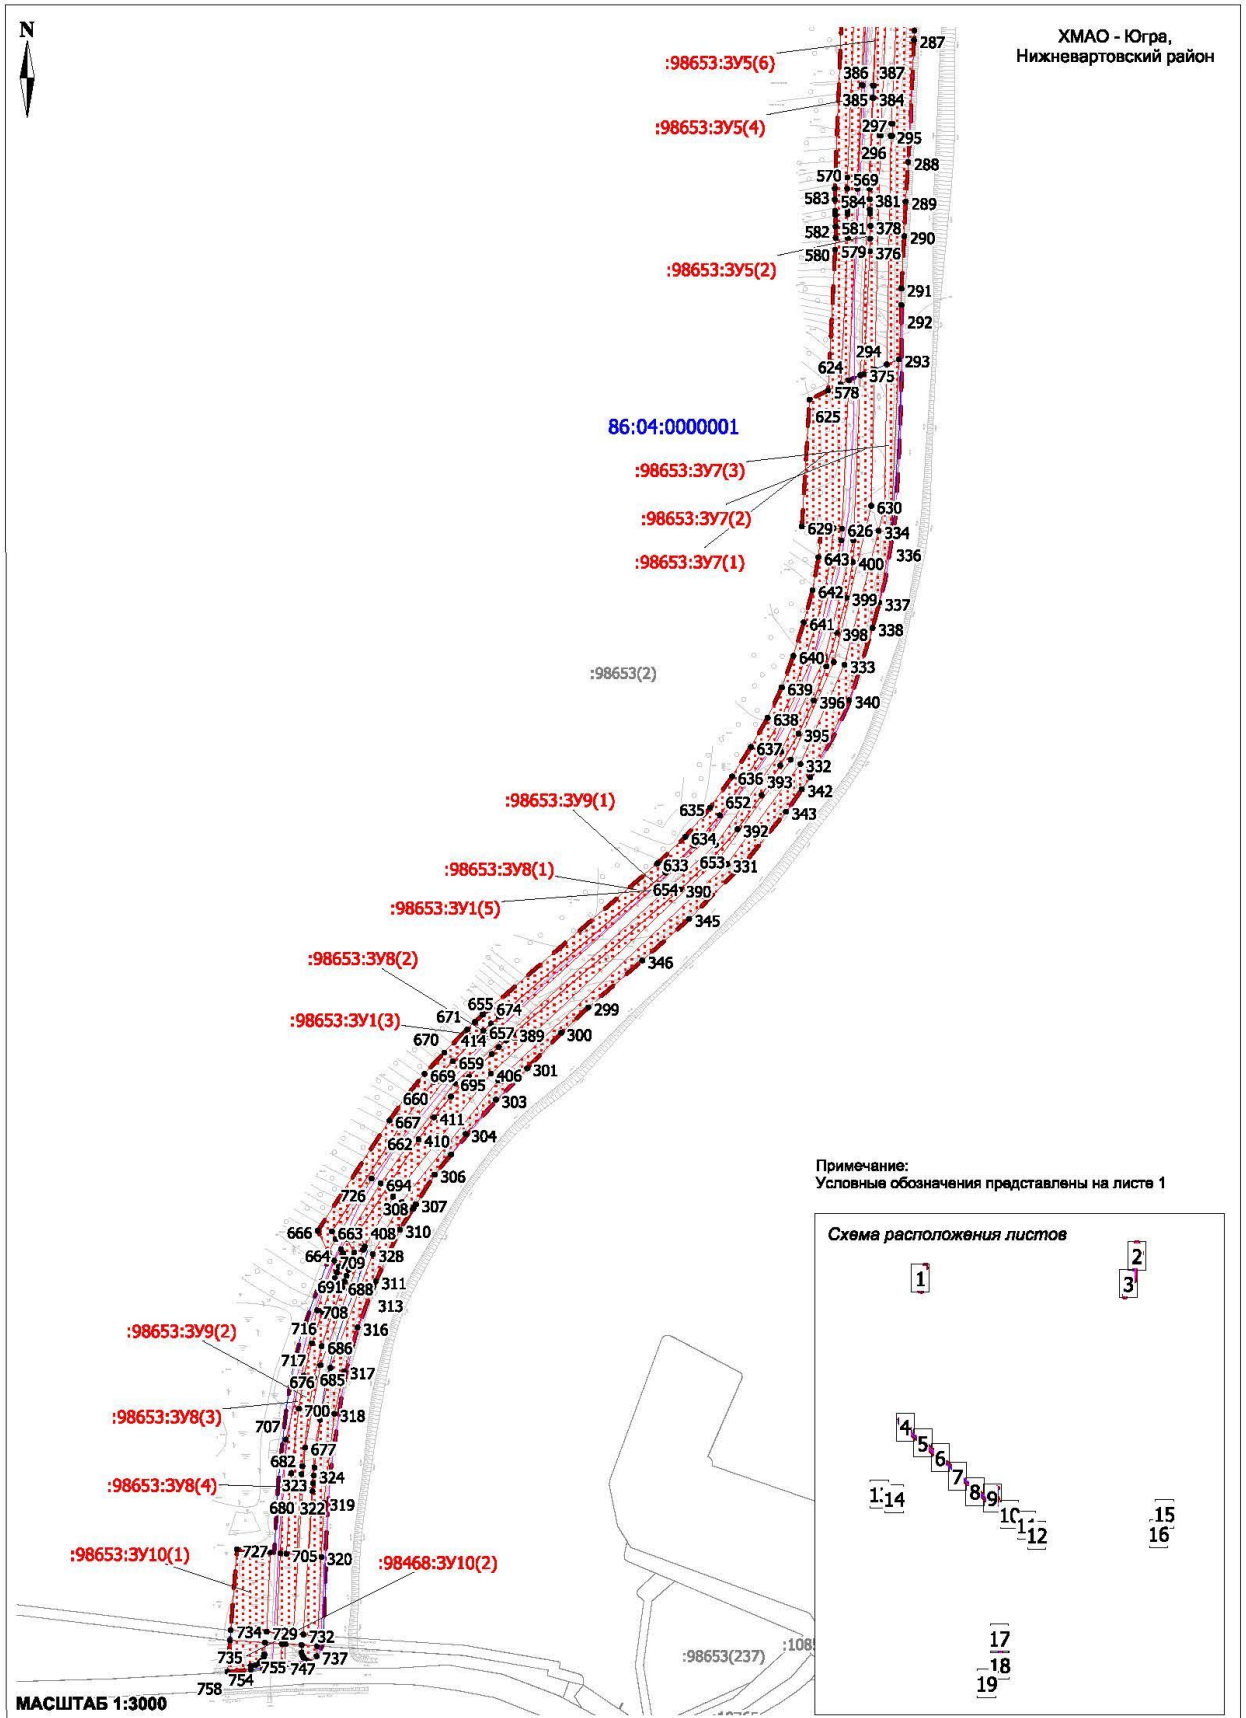 N
ХМАО - Югра,
Нижневартовский район
287
:98653:ЗУ5(6)
386 387
385 384
:98653:ЗУ5(4)
297
295
296
288
570 569
583 584 381 289
582 581 378 290
580 579 376
:98653:ЗУ5(2)
291
292
294
293
624 375
578
625
86:04:0000001
:98653:ЗУ7(3)
:98653:ЗУ7(2)
:98653:ЗУ7(1)
630
629 626 334
336
643 400
642 399 337
641 398 338
640 333
:98653(2)
639 396 340
638 395
637 332
636 393 342
:98653:ЗУ9(1)
635 652 343
634 392
633 653 331
:98653:ЗУ8(1)
654 390
:98653:ЗУ1(5)
345
346
:98653:ЗУ8(2)
655 299
671 674
:98653:ЗУ1(3)
414 657 389 300
670 659 301
669 695 406
660 303
667 411
662 410 304
306
726 694
308 307
666 663 408 310
664 709 328
691 688 311
708 313
716 316
:98653:ЗУ9(2)
686
717 317
676 685
:98653:ЗУ8(3)
700 318
707
677
682 324
:98653:ЗУ8(4)
323
680 322 319
:98653:ЗУ10(1)
727 705 320
:98468:ЗУ10(2)
734 729 732
735 737
755 747
754
758
:98653(237)
МАСШТАБ 1:3000
Примечание:
Условные обозначения представлены на листе 1
Схема расположения листов
1
2
3
4
5
6
7
8
9
10
12
14
15
16
17
18
19